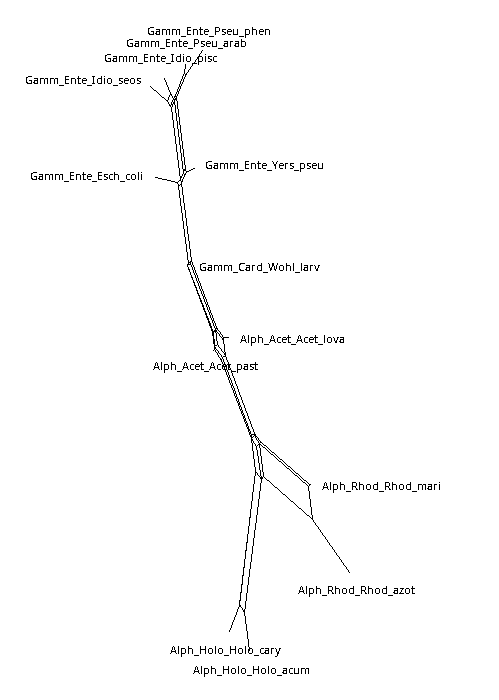 Gamm_Ente_Pseu_phen
Gamm_Ente_Pseu_arab
Gamm_Ente_Idio_pisc
Gamm_Ente_Idio_seos
Gamm_Ente_Yers_pseu
Gamm_Ente_Esch_coli
Gamm_Card_Wohl_larv
Alph_Acet_Acet_lova
Alph_Acet_Acet_past
Alph_Rhod_Rhod_mari
Alph_Rhod_Rhod_azot
Alph_Holo_Holo_cary
Alph_Holo_Holo_acum